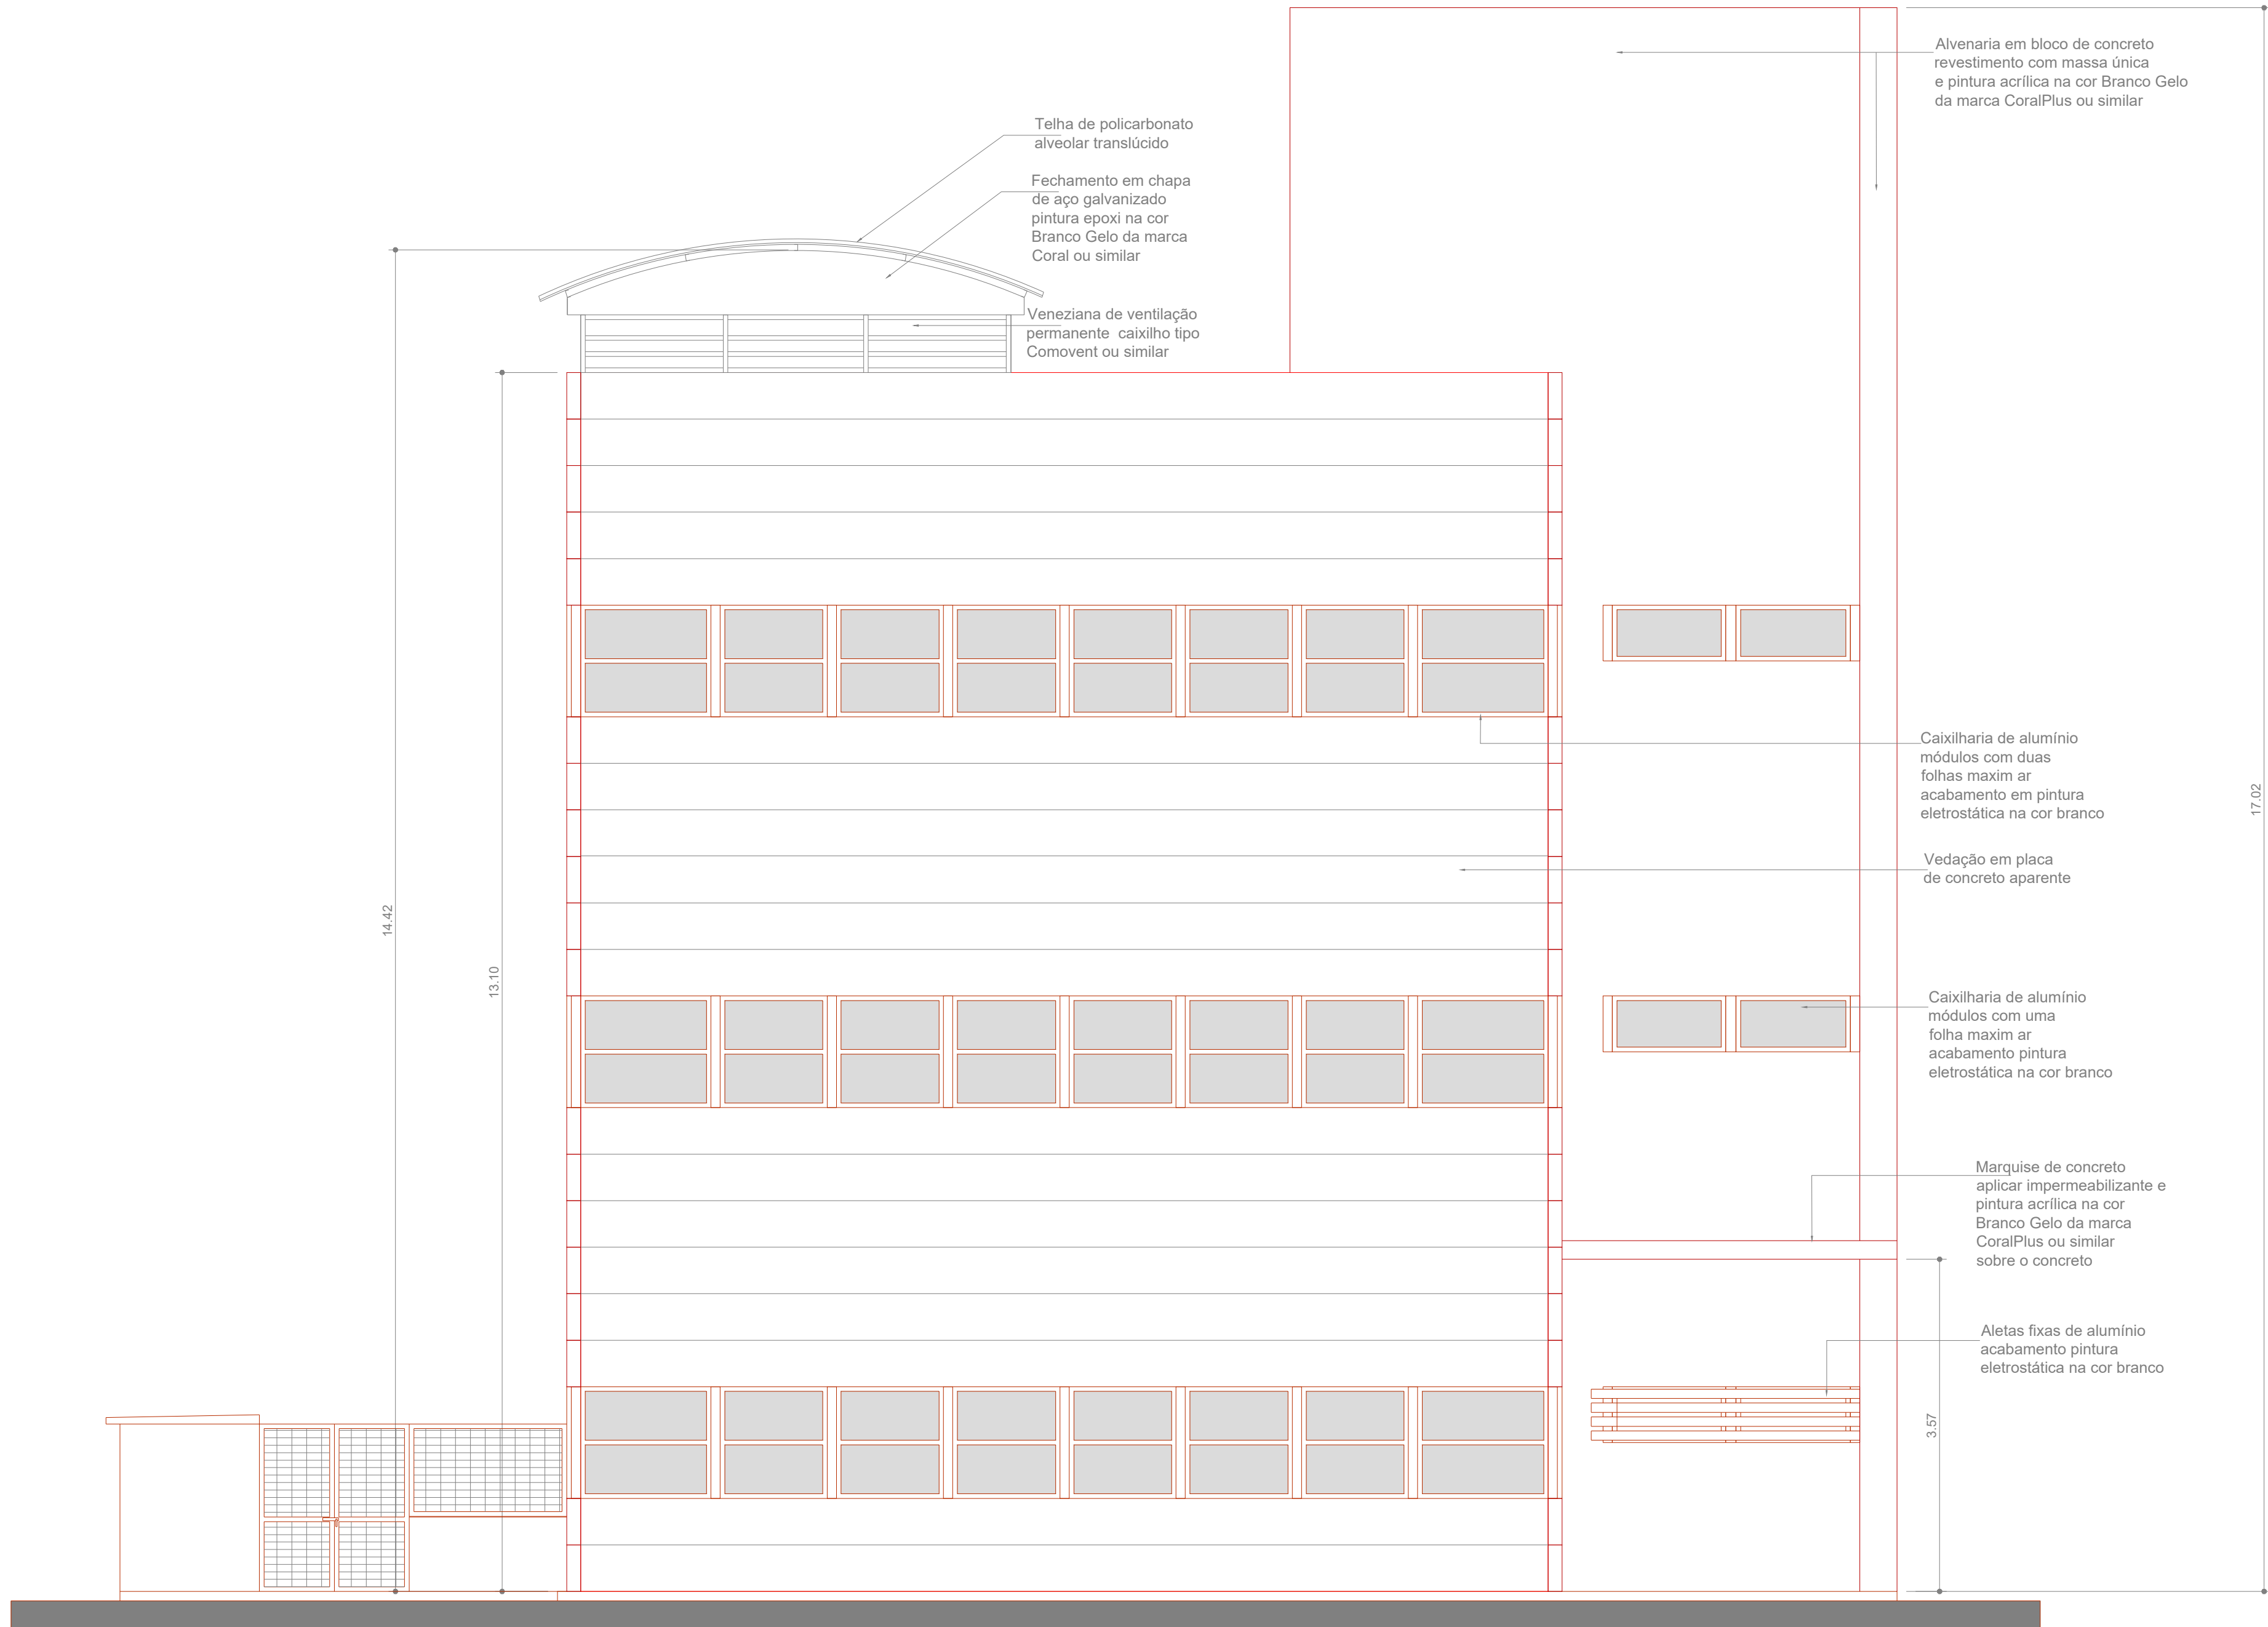 Alvenaria em bloco de concreto
revestimento com massa única
e pintura acrílica na cor Branco Gelo
da marca CoralPlus ou similar
Telha de policarbonato
alveolar translúcido
Fechamento em chapa
de aço galvanizado
pintura epoxi na cor
Branco Gelo da marca
Coral ou similar
Veneziana de ventilação
permanente caixilho tipo
Comovent ou similar
Caixilharia de alumínio
módulos com duas
folhas maxim ar
acabamento em pintura
eletrostática na cor branco
17.02
Vedação em placa
de concreto aparente
14.42
13.10
Caixilharia de alumínio
módulos com uma
folha maxim ar
acabamento pintura
eletrostática na cor branco
Marquise de concreto
aplicar impermeabilizante e
pintura acrílica na cor
Branco Gelo da marca
CoralPlus ou similar
sobre o concreto
Aletas fixas de alumínio
acabamento pintura
eletrostática na cor branco
3.57